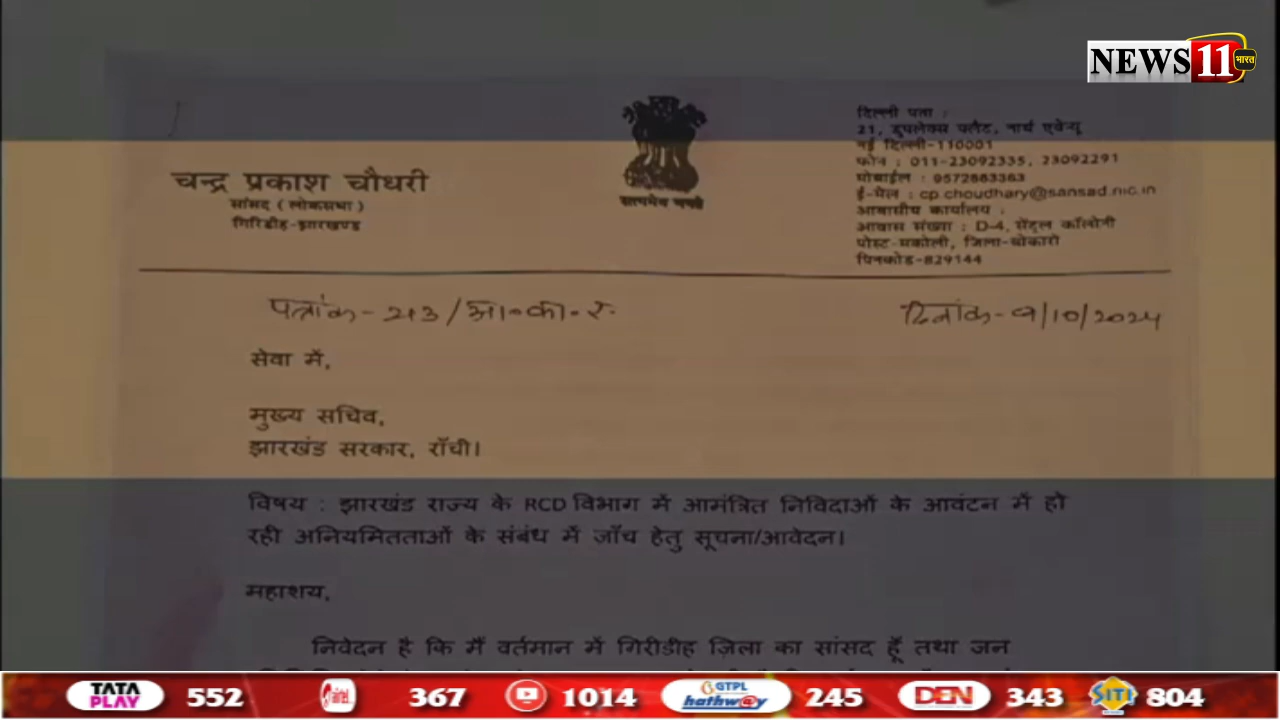 NEWS 11 भारत
दिल्ली पता :
21, डुपलेक्स फ्लैट, नार्थ एवेन्यू
नई दिल्ली-110001
फोन : 011-23092335, 23092291
मोबाईल : 9572883363
ई-मेल : cp.choudhary@sansad.nic.in
आवासीय कार्यालय :
आवास संख्या : D-4, सेंट्रल कॉलोनी
पोस्ट-मकोली, जिला-बोकारो
पिनकोड-829144
चन्द्र प्रकाश चौधरी
सांसद (लोकसभा)
गिरिडीह-झारखण्ड
सत्यमेव जयते
पत्रांक- 213/आ॰का॰रा॰
दिनांक- 9/10/2024
सेवा में,
मुख्य सचिव,
झारखंड सरकार, राँची।
विषय : झारखंड राज्य के RCD विभाग में आमंत्रित निविदाओं के आवंटन में हो
रही अनियमितताओं के संबंध में जाँच हेतु सूचना/आवेदन।
महाशय,
निवेदन है कि मैं वर्तमान में गिरीडीह ज़िला का सांसद हूँ तथा जन
TATA PLAY 552 airtel 367 1014 GTPL hathway 245 DEN 343 SITI 804